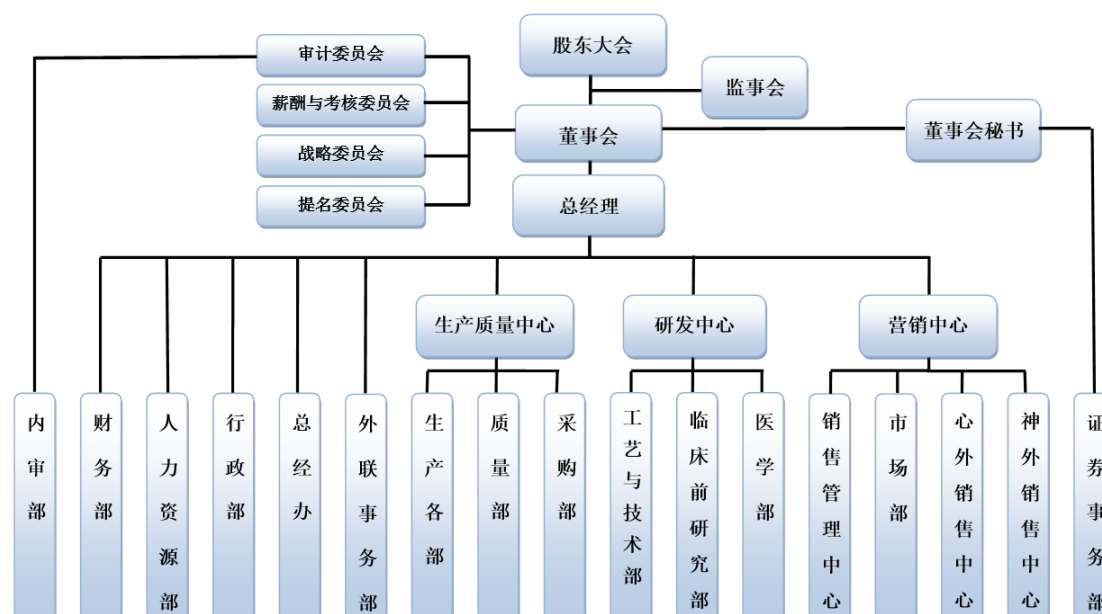 股东大会
审计委员会
监事会
薪酬与考核委员会
董事会
董事会秘书
战略委员会
提名委员会
总经理
生产质量中心
研发中心
营销中心
内审部
财务部
人力资源部
行政部
总经办
外联事务部
生产各部
质量部
采购部
工艺与技术部
临床前研究部
医学部
销售管理中心
市场部
心外销售中心
神外销售中心
证券事务部